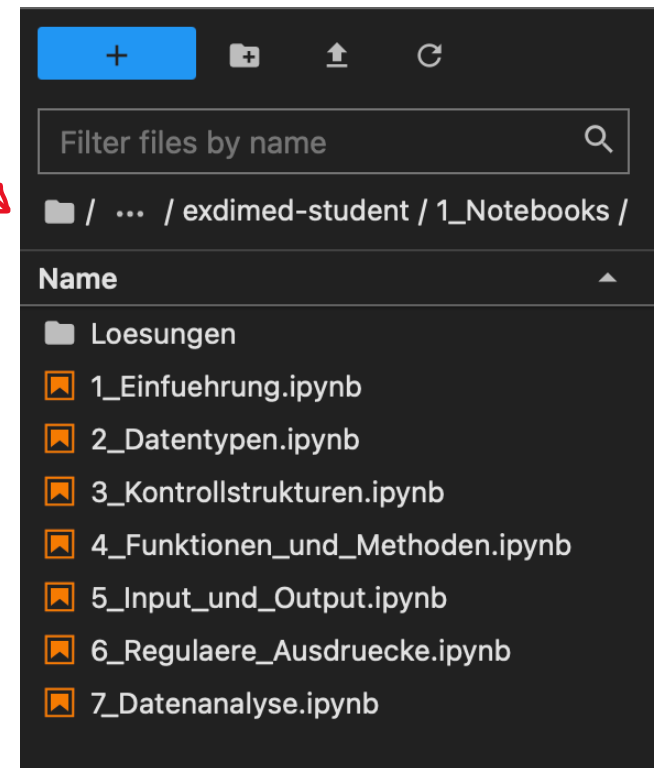 +
Filter files by name
/ ... / exdimed-student / 1_Notebooks /
Name
Loesungen
1_Einfuehrung.ipynb
2_Datentypen.ipynb
3_Kontrollstrukturen.ipynb
4_Funktionen_und_Methoden.ipynb
5_Input_und_Output.ipynb
6_Regulaere_Ausdruecke.ipynb
7_Datenanalyse.ipynb